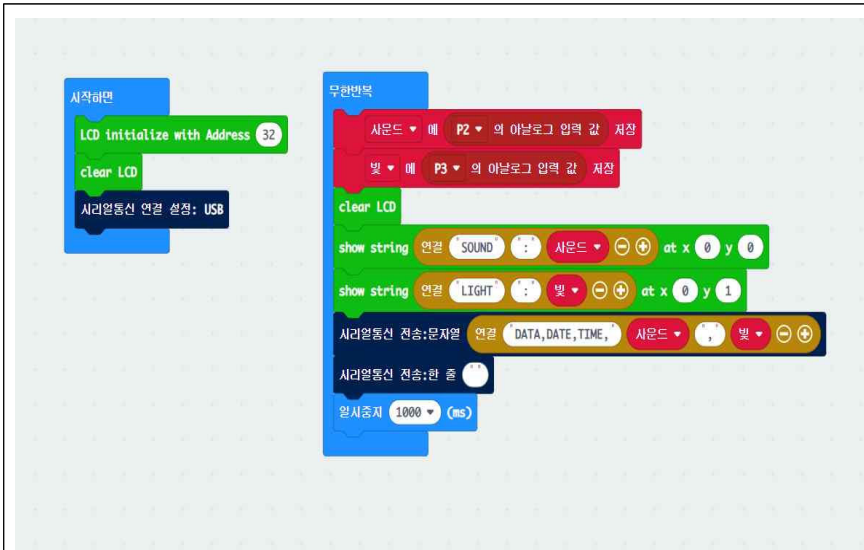 시작하면
LCD initialize with Address 32
clear LCD
시리얼통신 연결 설정: USB
무한반복
사운드 에 P2 의 아날로그 입력 값 저장
빛 에 P3 의 아날로그 입력 값 저장
clear LCD
show string 연결 "SOUND" ":" 사운드 at x 0 y 0
show string 연결 "LIGHT" ":" 빛 at x 0 y 1
시리얼통신 전송:문자열 연결 "DATA,DATE,TIME," 사운드 "," 빛
시리얼통신 전송:한 줄 " "
일시중지 1000 (ms)